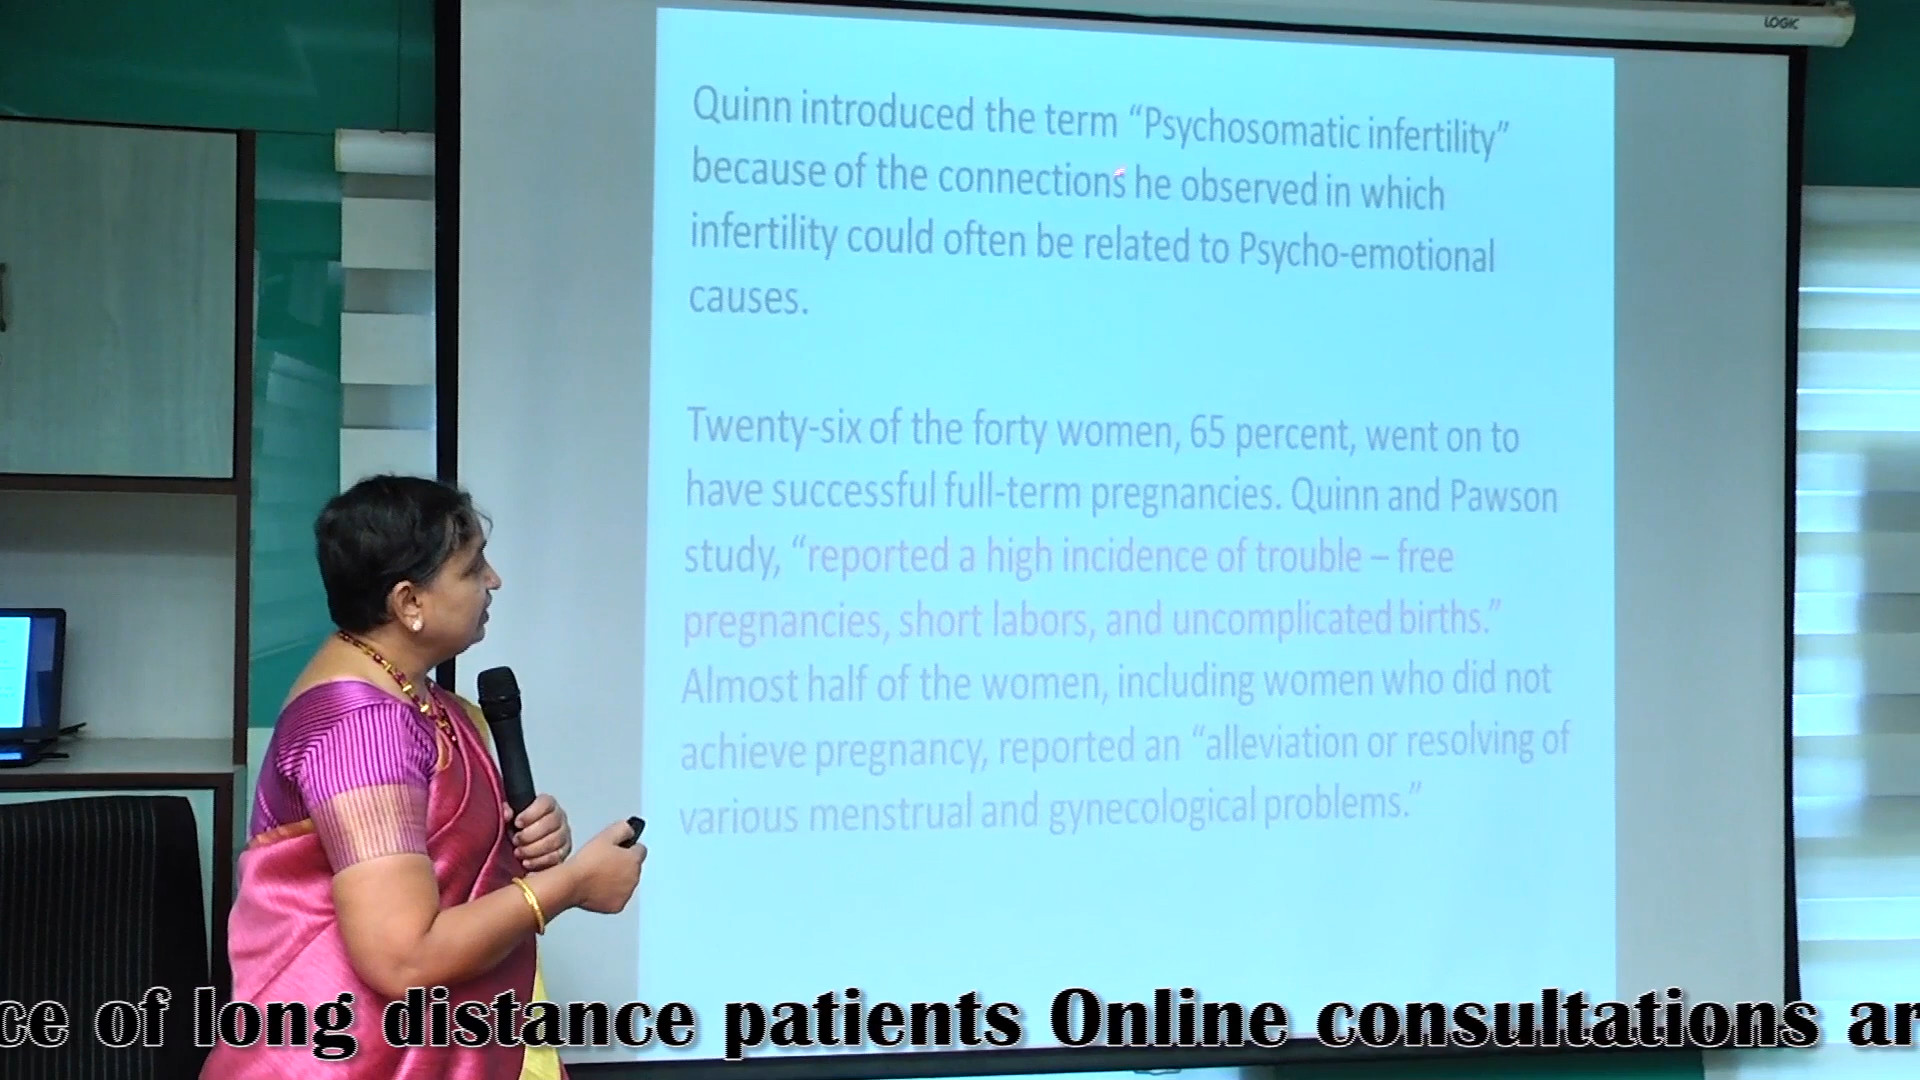 LOGIC
Quinn introduced the term “Psychosomatic infertility”
because of the connections he observed in which
infertility could often be related to Psycho-emotional
causes.
Twenty-six of the forty women, 65 percent, went on to
have successful full-term pregnancies. Quinn and Pawson
study, “reported a high incidence of trouble – free
pregnancies, short labors, and uncomplicated births.”
Almost half of the women, including women who did not
achieve pregnancy, reported an “alleviation or resolving of
various menstrual and gynecological problems.”
ce of long distance patients Online consultations ar